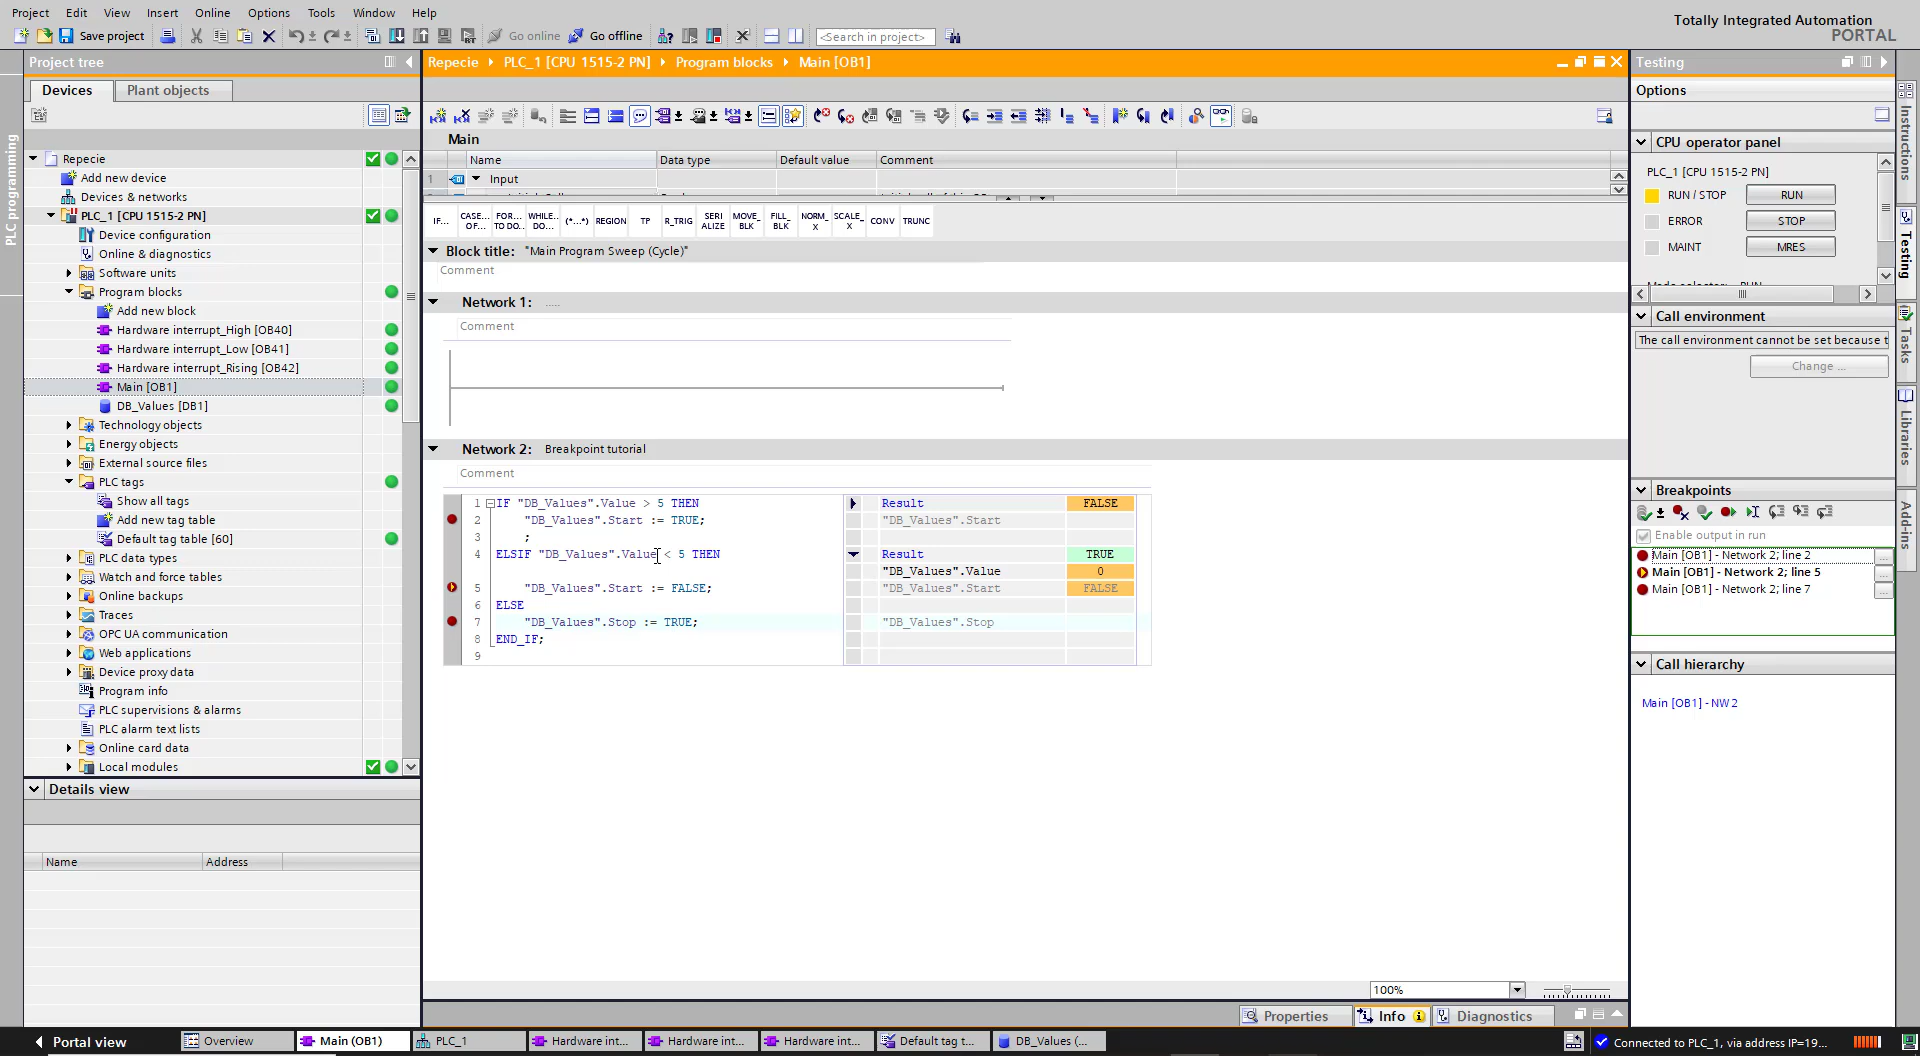 Project Edit View Insert Online Options Tools Window Help
Totally Integrated Automation
PORTAL
Save project
Go online
Go offline
<Search in project>
Project tree
Devices
Plant objects
PLC programming
Repecie
Add new device
Devices & networks
PLC_1 [CPU 1515-2 PN]
Device configuration
Online & diagnostics
Software units
Program blocks
Add new block
Hardware interrupt_High [OB40]
Hardware interrupt_Low [OB41]
Hardware interrupt_Rising [OB42]
Main [OB1]
DB_Values [DB1]
Technology objects
Energy objects
External source files
PLC tags
Show all tags
Add new tag table
Default tag table [60]
PLC data types
Watch and force tables
Online backups
Traces
OPC UA communication
Web applications
Device proxy data
Program info
PLC supervisions & alarms
PLC alarm text lists
Online card data
Local modules
Details view
Name Address
Repecie PLC_1 [CPU 1515-2 PN] Program blocks Main [OB1]
Main
Name Data type Default value Comment
1 Input
IF...
CASE... OF...
FOR... TO DO...
WHILE.. DO...
(*...*)
REGION
TP
R_TRIG
SERI ALIZE
MOVE_ BLK
FILL_ BLK
NORM_ X
SCALE_ X
CONV
TRUNC
Block title: "Main Program Sweep (Cycle)"
Comment
Network 1: .....
Comment
Network 2: Breakpoint tutorial
Comment
1 IF "DB_Values".Value > 5 THEN Result FALSE
2 "DB_Values".Start := TRUE; "DB_Values".Start
3 ;
4 ELSIF "DB_Values".Value < 5 THEN Result TRUE
"DB_Values".Value 0
5 "DB_Values".Start := FALSE; "DB_Values".Start FALSE
6 ELSE
7 "DB_Values".Stop := TRUE; "DB_Values".Stop
8 END_IF;
9
100%
Properties
Info
Diagnostics
Testing
Options
CPU operator panel
PLC_1 [CPU 1515-2 PN]
RUN / STOP RUN
ERROR STOP
MAINT MRES
Call environment
The call environment cannot be set because t
Change ...
Breakpoints
Enable output in run
Main [OB1] - Network 2; line 2
Main [OB1] - Network 2; line 5
Main [OB1] - Network 2; line 7
Call hierarchy
Main [OB1] - NW 2
Instructions
Testing
Tasks
Libraries
Add-ins
Portal view
Overview
Main (OB1)
PLC_1
Hardware int...
Hardware int...
Hardware int...
Default tag t...
DB_Values (...
Connected to PLC_1, via address IP=19...